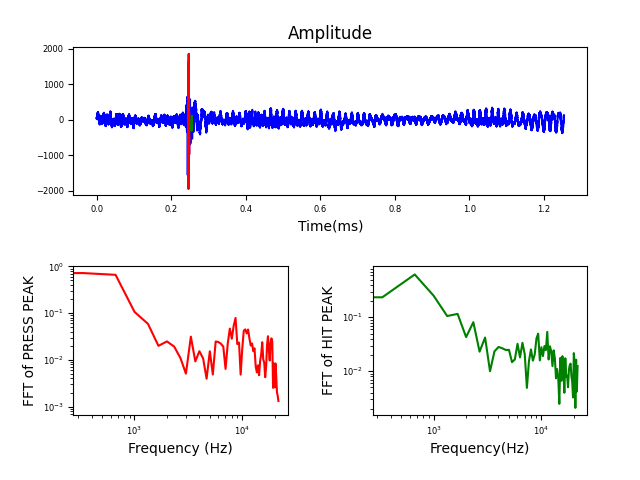 Amplitude
2000
1000
0
−1000
−2000
0.0 0.2 0.4 0.6 0.8 1.0 1.2
Time(ms)
FFT of PRESS PEAK
10⁰
10⁻¹
10⁻²
10⁻³
10³ 10⁴
Frequency (Hz)
FFT of HIT PEAK
10⁻¹
10⁻²
10³ 10⁴
Frequency(Hz)